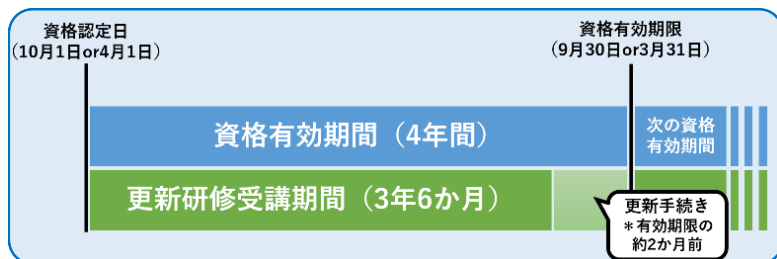 資格認定日
（10月1日or4月1日）
資格有効期限
（9月30日or3月31日）
資格有効期間（4年間）
次の資格
有効期間
更新研修受講期間（3年6か月）
更新手続き
＊有効期限の
約2か月前